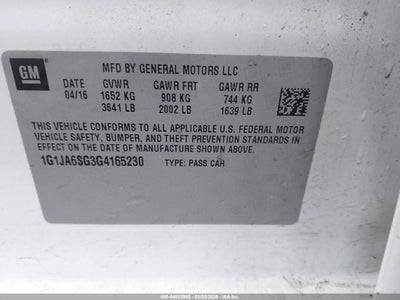 GM
MFD BY GENERAL MOTORS LLC
DATE GVWR GAWR FRT GAWR RR
04/16 1652 KG 908 KG 744 KG
3641 LB 2002 LB 1639 LB
THIS VEHICLE CONFORMS TO ALL APPLICABLE U.S. FEDERAL MOTOR
VEHICLE SAFETY, BUMPER, AND THEFT PREVENTION STANDARDS
IN EFFECT ON THE DATE OF MANUFACTURE SHOWN ABOVE.
1G1JA6SG3G4165230 TYPE: PASS CAR